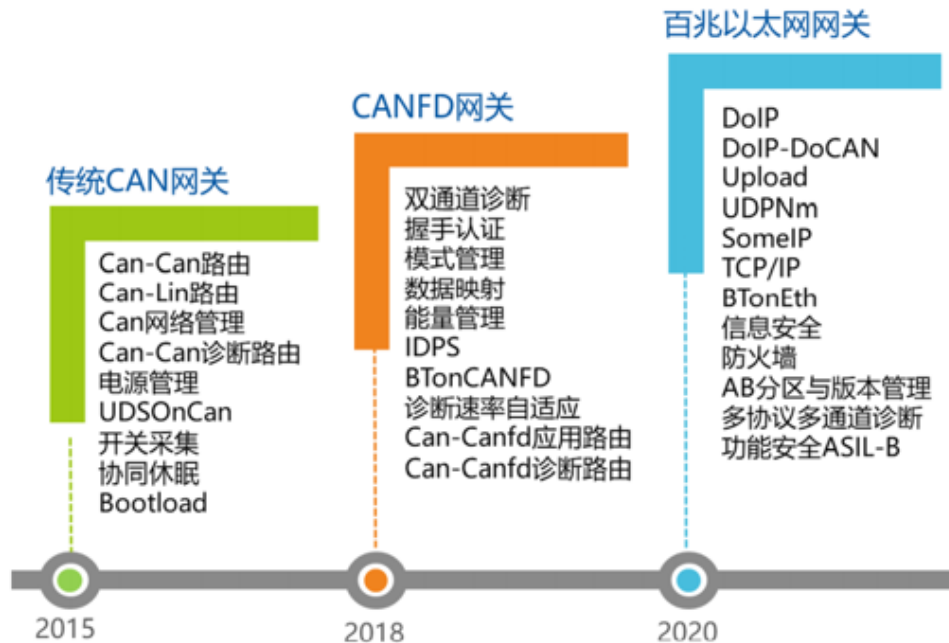 传统CAN网关
Can-Can路由
Can-Lin路由
Can网络管理
Can-Can诊断路由
电源管理
UDSOnCan
开关采集
协同休眠
Bootload
2015
CANFD网关
双通道诊断
握手认证
模式管理
数据映射
能量管理
IDPS
BTonCANFD
诊断速率自适应
Can-Canfd应用路由
Can-Canfd诊断路由
2018
百兆以太网网关
DoIP
DoIP-DoCAN
Upload
UDPNm
SomeIP
TCP/IP
BTonEth
信息安全
防火墙
AB分区与版本管理
多协议多通道诊断
功能安全ASIL-B
2020